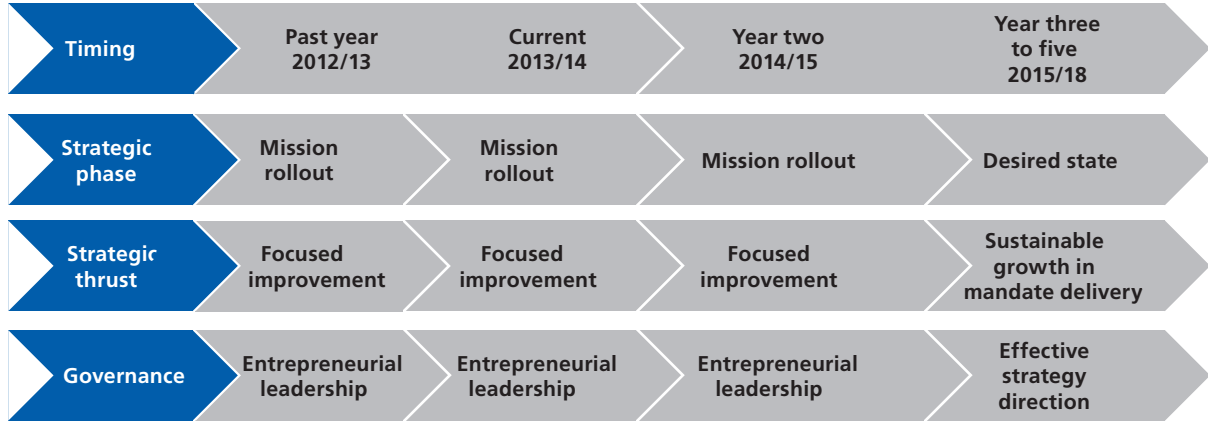 Timing
Past year
2012/13
Current
2013/14
Year two
2014/15
Year three
to five
2015/18
Strategic
phase
Mission
rollout
Mission
rollout
Mission rollout
Desired state
Strategic
thrust
Focused
improvement
Focused
improvement
Focused
improvement
Sustainable
growth in
mandate delivery
Governance
Entrepreneurial
leadership
Entrepreneurial
leadership
Entrepreneurial
leadership
Effective
strategy
direction